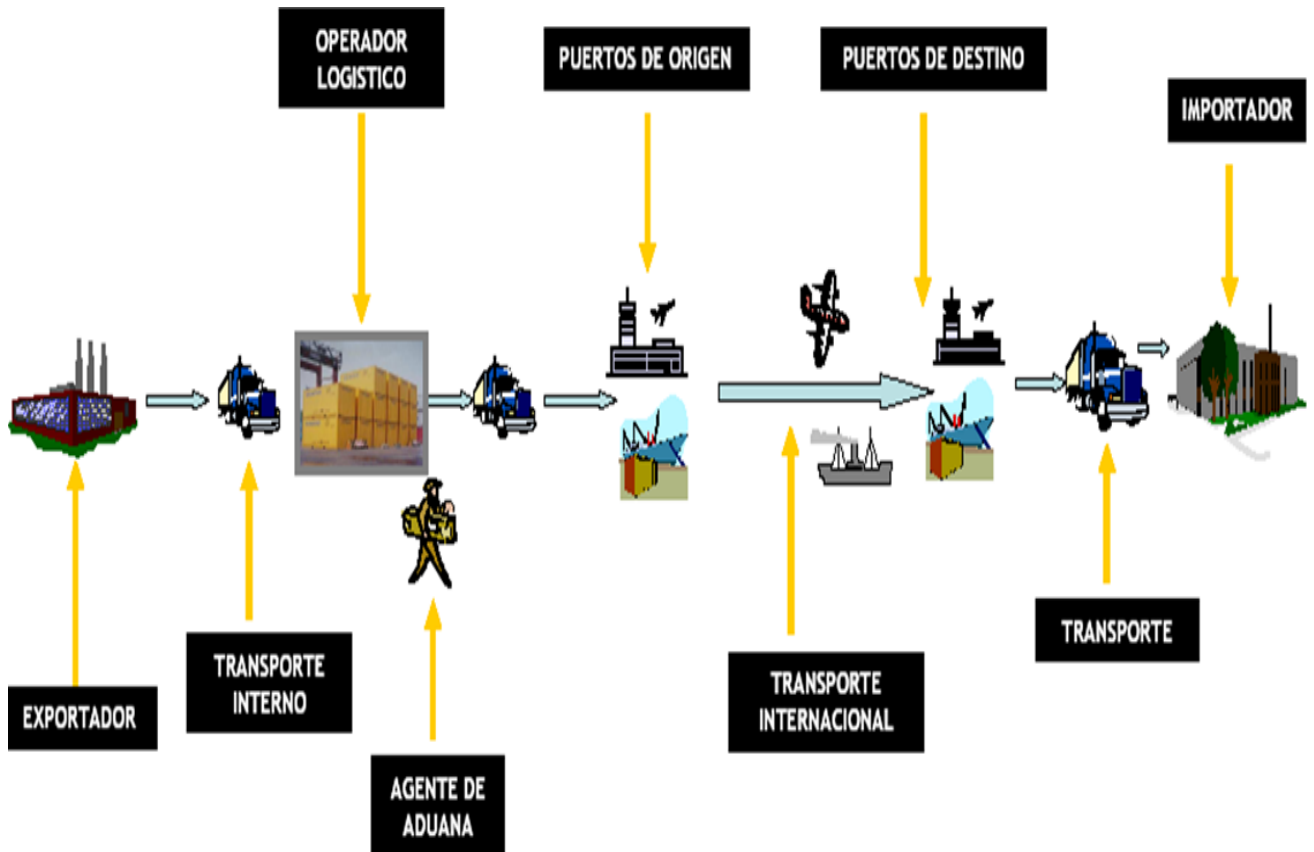 OPERADOR
LOGISTICO
PUERTOS DE ORIGEN
PUERTOS DE DESTINO
IMPORTADOR
EXPORTADOR
TRANSPORTE
INTERNO
AGENTE DE
ADUANA
TRANSPORTE
INTERNACIONAL
TRANSPORTE